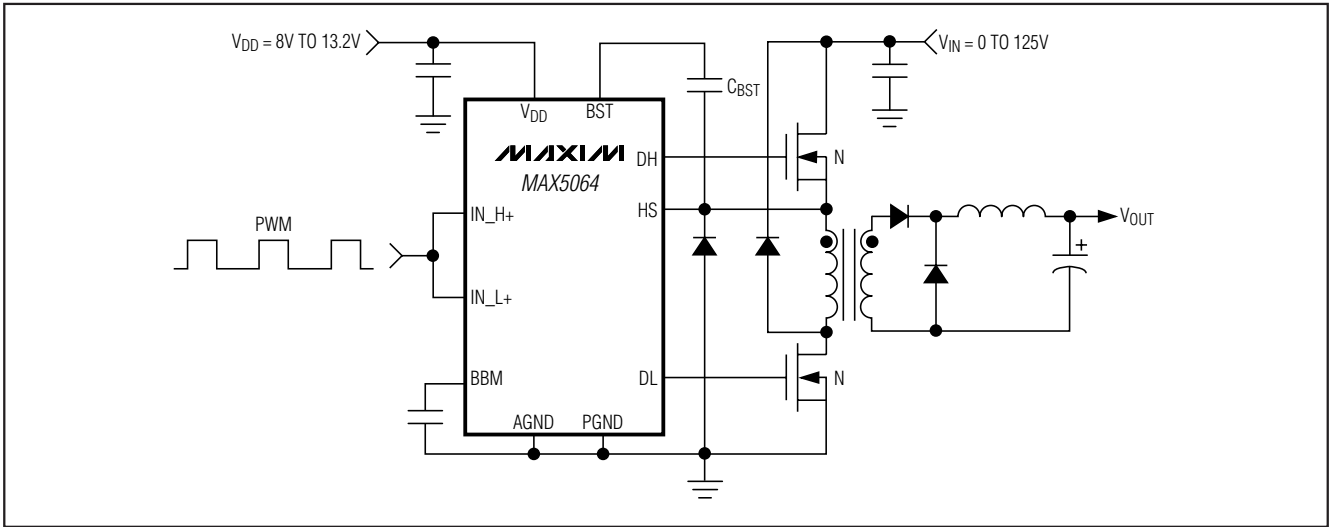 VDD = 8V TO 13.2V
VIN = 0 TO 125V
CBST
VDD
BST
MAXIM
MAX5064
DH
N
HS
IN_H+
PWM
VOUT
+
IN_L+
BBM
DL
N
AGND
PGND